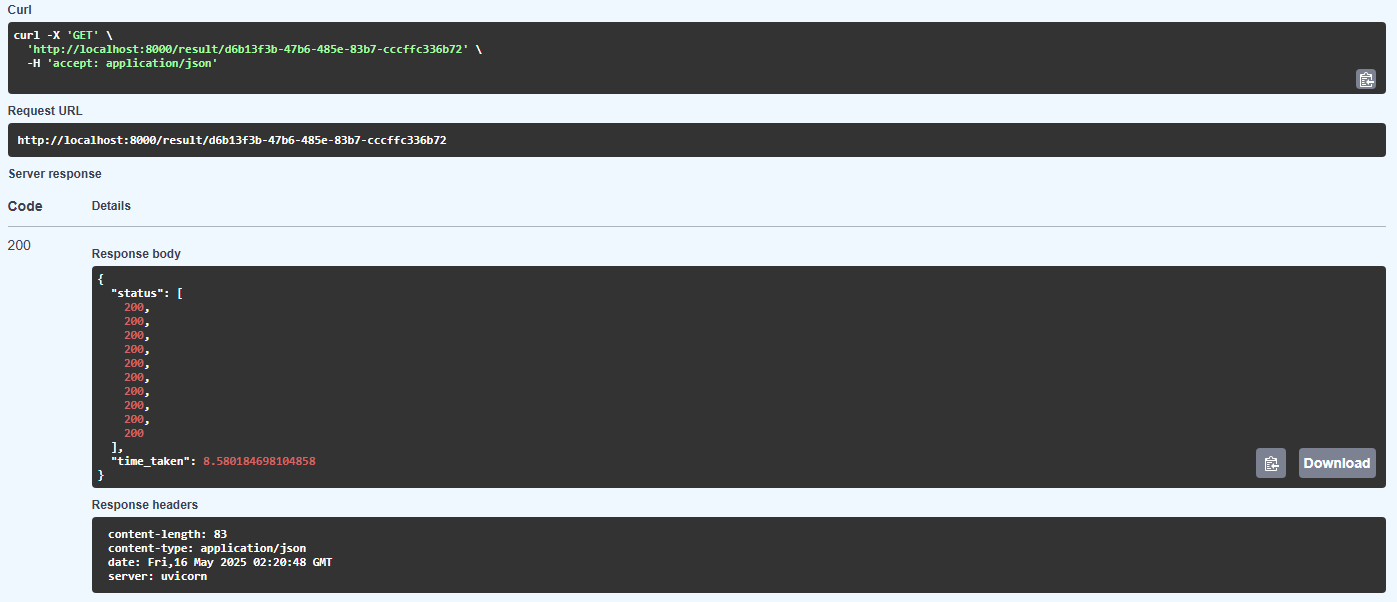 Curl
curl -X 'GET' \
  'http://localhost:8000/result/d6b13f3b-47b6-485e-83b7-cccffc336b72' \
  -H 'accept: application/json'
Request URL
http://localhost:8000/result/d6b13f3b-47b6-485e-83b7-cccffc336b72
Server response
Code Details
200
Response body
{
  "status": [
    200,
    200,
    200,
    200,
    200,
    200,
    200,
    200,
    200,
    200
  ],
  "time_taken": 8.580184698104858
}
Download
Response headers
content-length: 83
content-type: application/json
date: Fri,16 May 2025 02:20:48 GMT
server: uvicorn